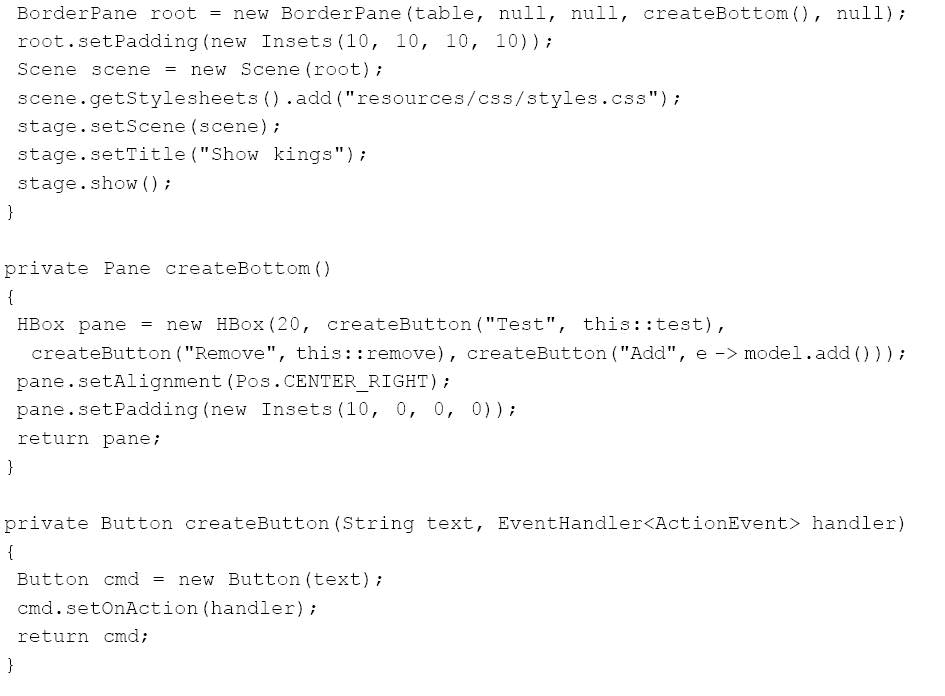 BorderPane root = new BorderPane(table, null, null, createBottom(), null);
root.setPadding(new Insets(10, 10, 10, 10));
Scene scene = new Scene(root);
scene.getStylesheets().add("resources/css/styles.css");
stage.setScene(scene);
stage.setTitle("Show kings");
stage.show();
}
private Pane createBottom()
{
HBox pane = new HBox(20, createButton("Test", this::test),
createButton("Remove", this::remove), createButton("Add", e -> model.add()));
pane.setAlignment(Pos.CENTER_RIGHT);
pane.setPadding(new Insets(10, 0, 0, 0));
return pane;
}
private Button createButton(String text, EventHandler<ActionEvent> handler)
{
Button cmd = new Button(text);
cmd.setOnAction(handler);
return cmd;
}